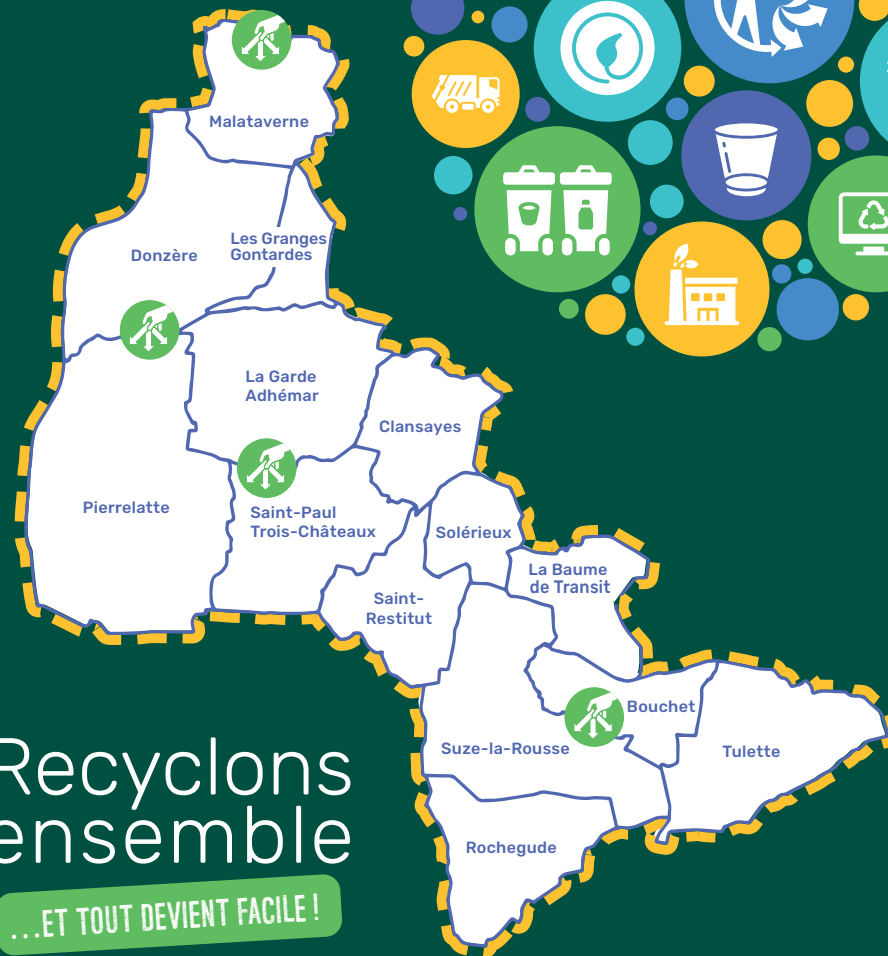 Malataverne
Donzère
Les Granges
Gontardes
La Garde
Adhémar
Clansayes
Pierrelatte
Saint-Paul
Trois-Châteaux
Solérieux
La Baume
de Transit
Saint-
Restitut
Bouchet
Suze-la-Rousse
Tulette
Rochegude
Recyclons
ensemble
...ET TOUT DEVIENT FACILE !